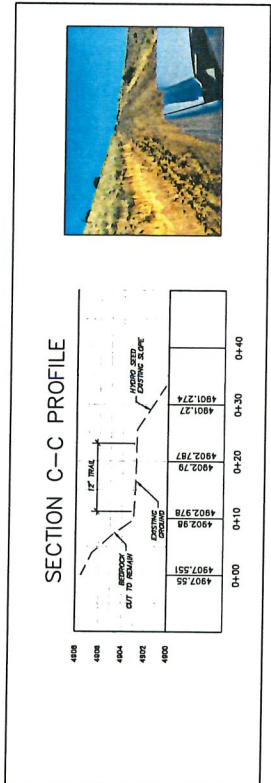 SECTION C-C PROFILE
4908
4906
4904
4902
4900
12" TRAIL
BEDROCK
CUT TO REMAIN
EXISTING
GROUND
HYDRO SEED
EXISTING SLOPE
4907.55
4907.551
4902.98
4902.978
4902.79
4902.787
4901.27
4901.274
0+00
0+10
0+20
0+30
0+40